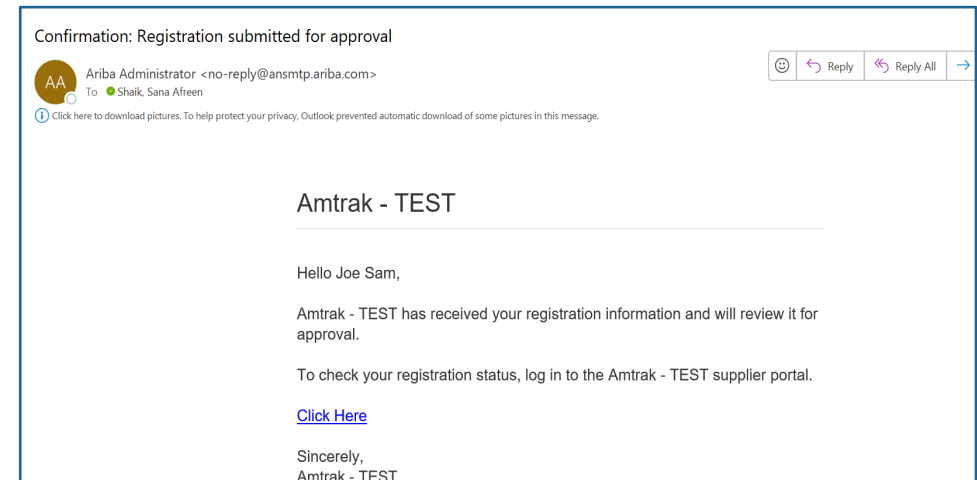 Confirmation: Registration submitted for approval
AA
Ariba Administrator <no-reply@ansmtp.ariba.com>
To Shaik, Sana Afreen
Reply Reply All
Click here to download pictures. To help protect your privacy, Outlook prevented automatic download of some pictures in this message.
Amtrak - TEST
Hello Joe Sam,
Amtrak - TEST has received your registration information and will review it for
approval.
To check your registration status, log in to the Amtrak - TEST supplier portal.
Click Here
Sincerely,
Amtrak - TEST